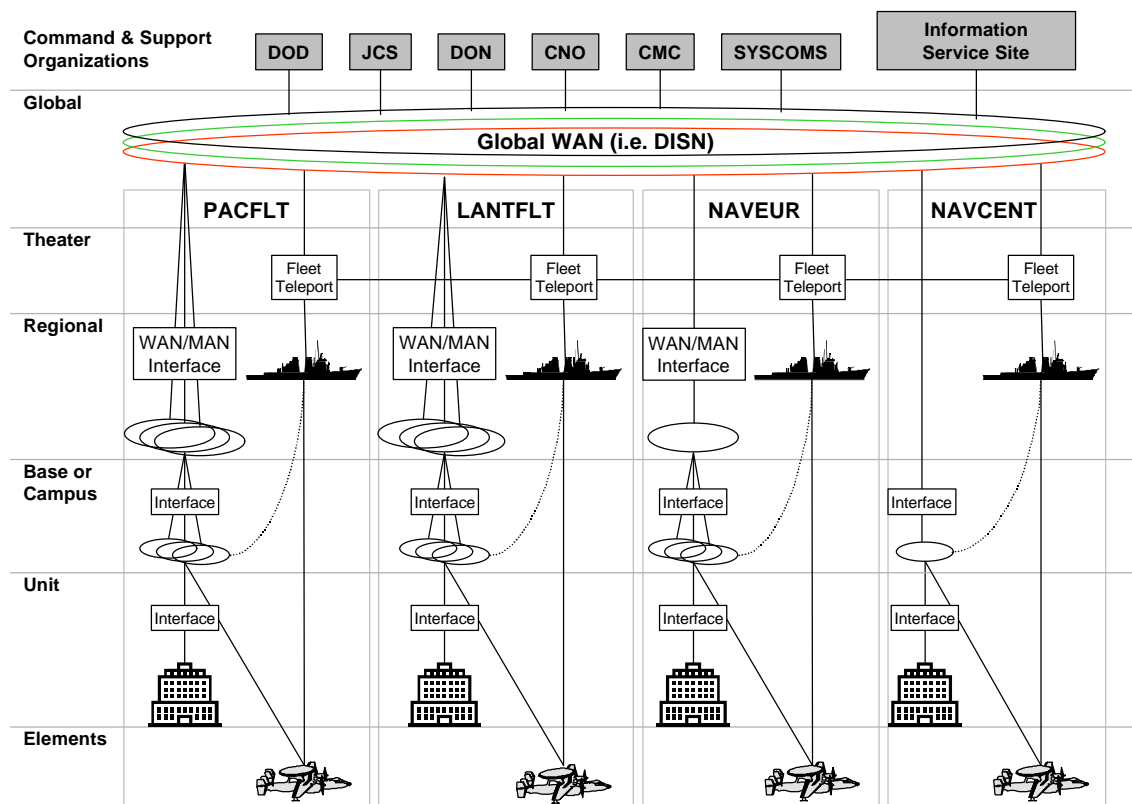 Command & Support
Organizations
DOD
JCS
DON
CNO
CMC
SYSCOMS
Information
Service Site
Global
Global WAN (i.e. DISN)
PACFLT
LANTFLT
NAVEUR
NAVCENT
Theater
Fleet
Teleport
Fleet
Teleport
Fleet
Teleport
Fleet
Teleport
Regional
WAN/MAN
Interface
WAN/MAN
Interface
WAN/MAN
Interface
Base or
Campus
Interface
Interface
Interface
Interface
Unit
Interface
Interface
Interface
Interface
Elements